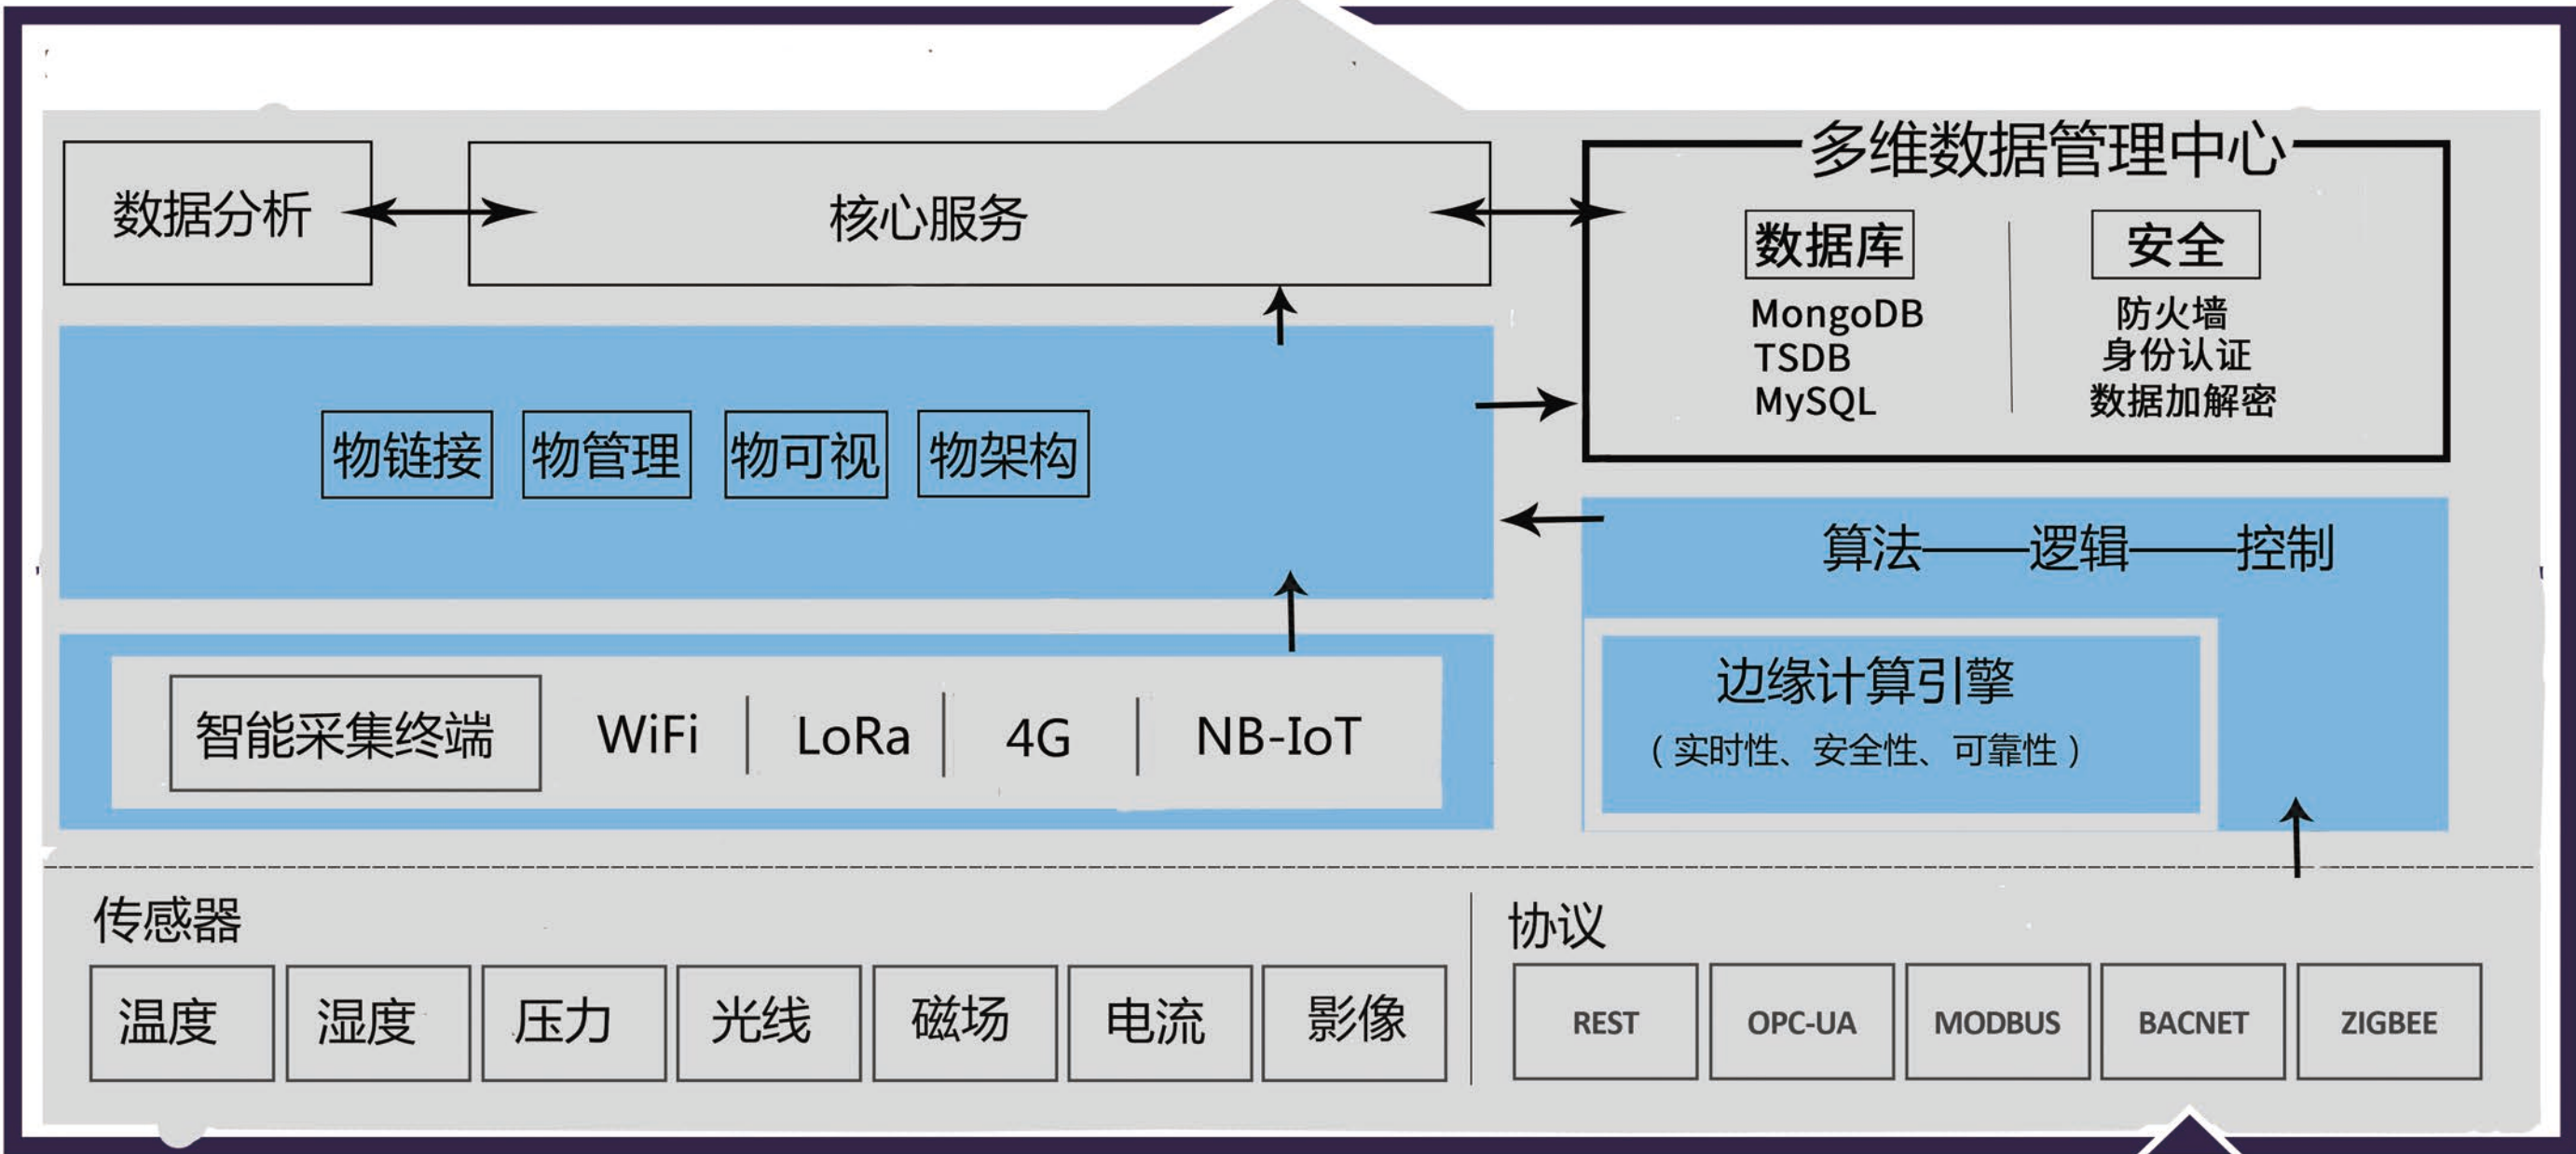 数据分析
核心服务
多维数据管理中心
数据库
MongoDB
TSDB
MySQL
安全
防火墙
身份认证
数据加解密
物链接 物管理 物可视 物架构
算法——逻辑——控制
边缘计算引擎
（实时性、安全性、可靠性）
智能采集终端 WiFi | LoRa | 4G | NB-IoT
传感器
温度 湿度 压力 光线 磁场 电流 影像
协议
REST OPC-UA MODBUS BACNET ZIGBEE